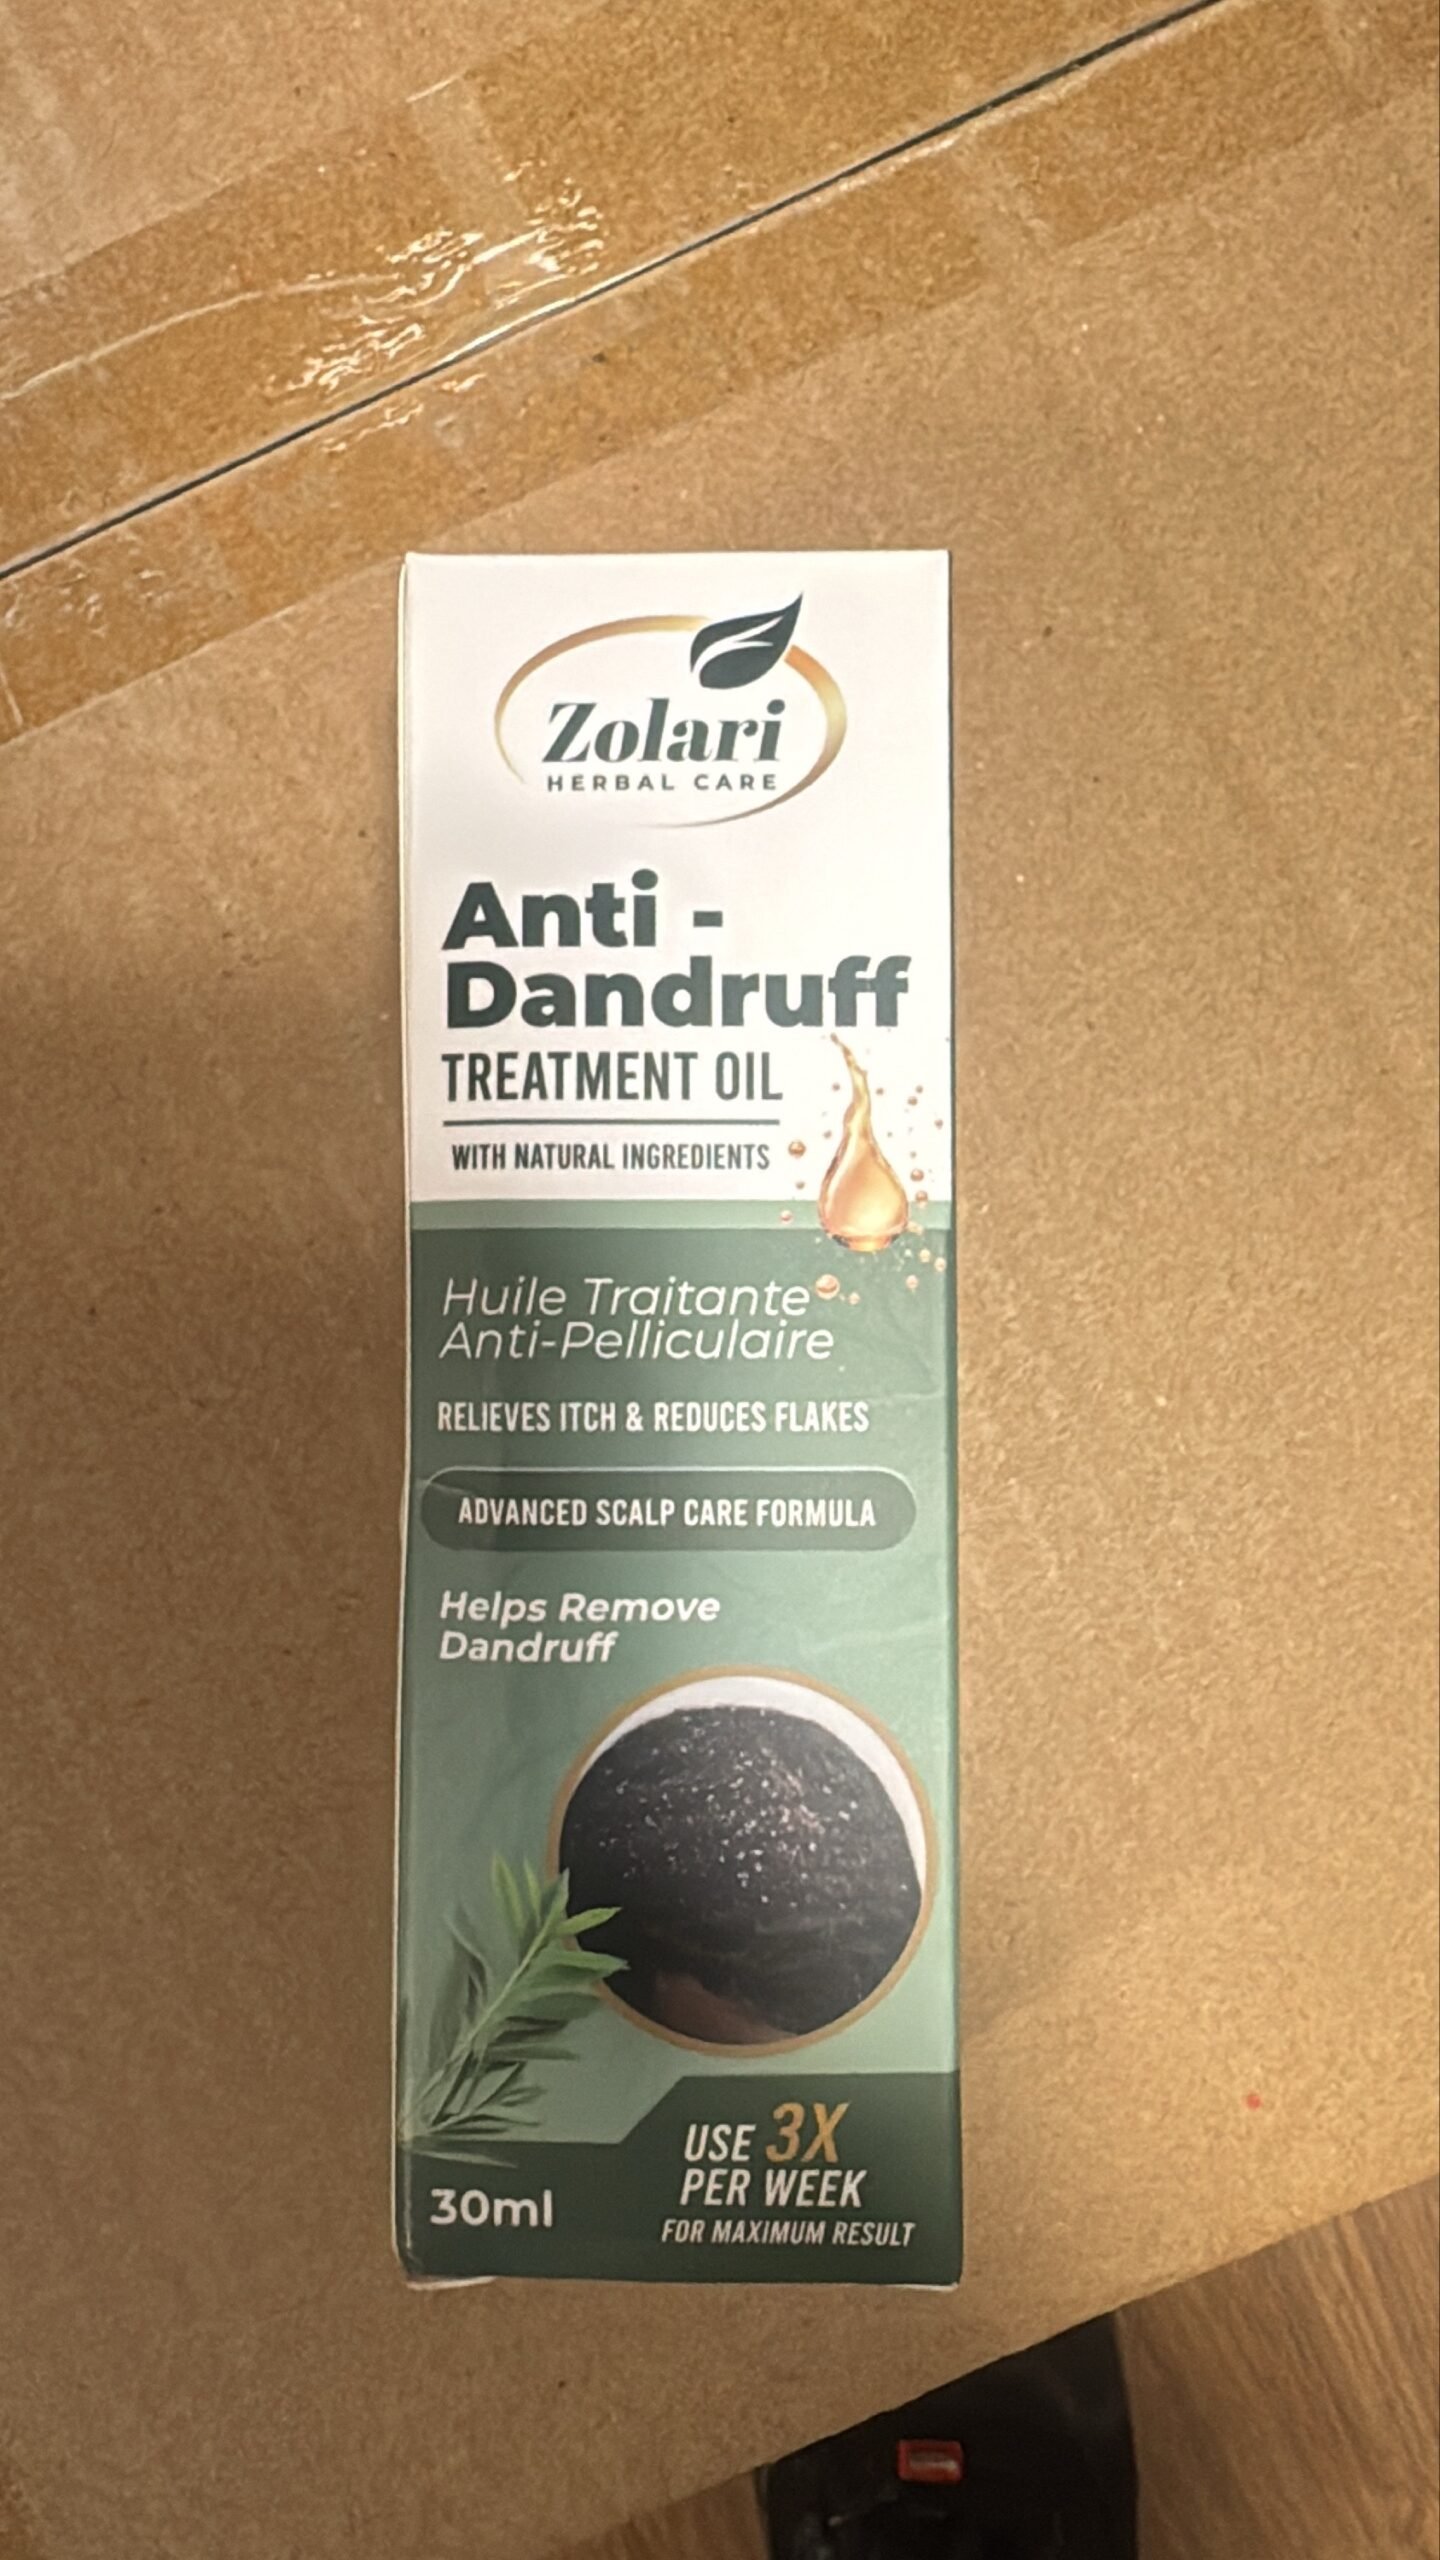 Zolari
HERBAL CARE
Anti -
Dandruff
TREATMENT OIL
WITH NATURAL INGREDIENTS
Huile Traitante
Anti-Pelliculaire
RELIEVES ITCH & REDUCES FLAKES
ADVANCED SCALP CARE FORMULA
Helps Remove
Dandruff
USE 3X
PER WEEK
FOR MAXIMUM RESULT
30ml